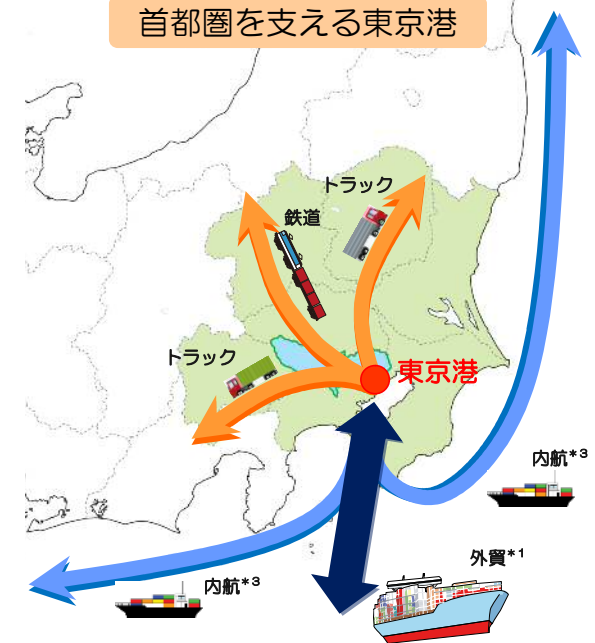 首都圏を支える東京港
トラック
鉄道
トラック
東京港
内航*3
外貿*1
内航*3